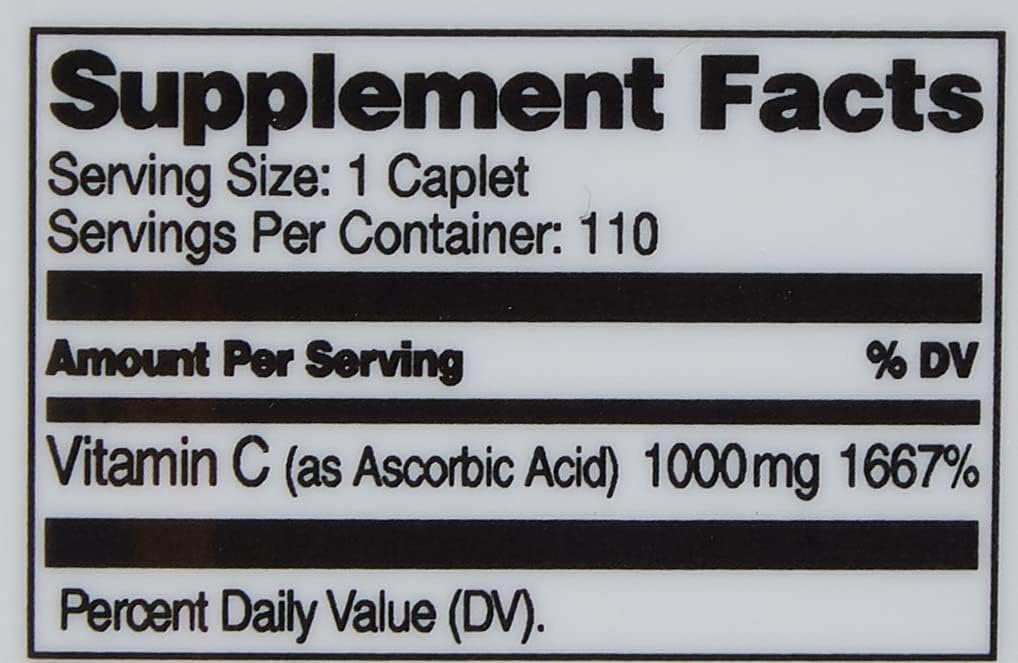 Supplement Facts
Serving Size: 1 Caplet
Servings Per Container: 110
Amount Per Serving % DV
Vitamin C (as Ascorbic Acid) 1000mg 1667%
Percent Daily Value (DV).